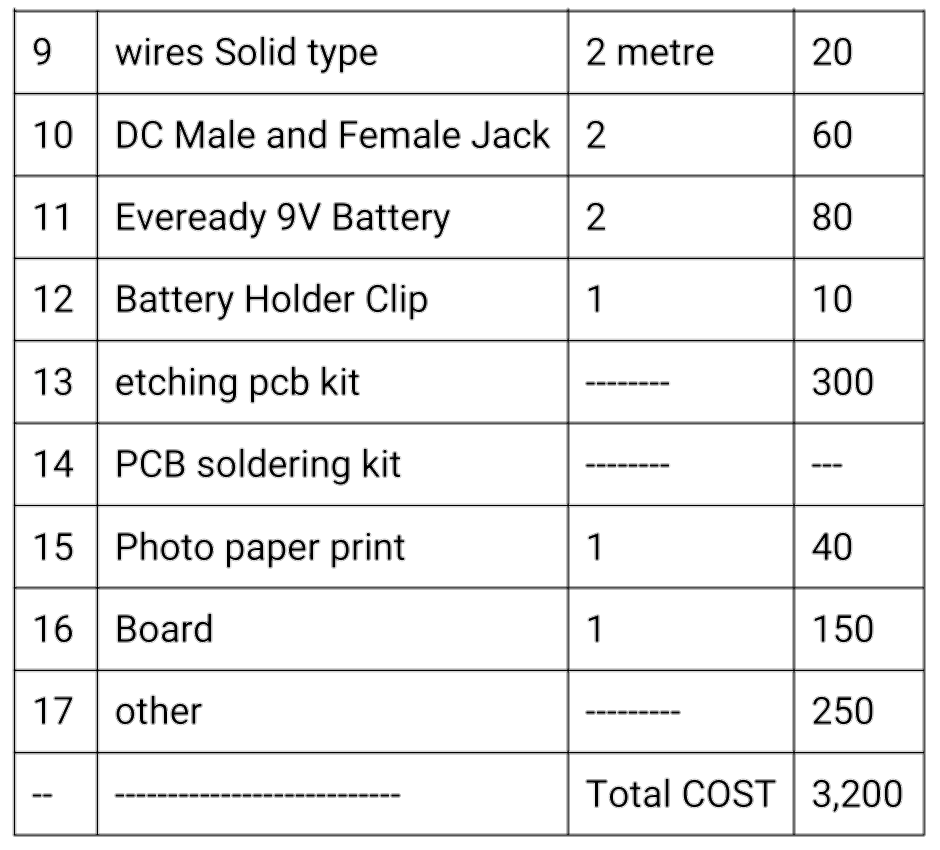 9 wires Solid type 2 metre 20
10 DC Male and Female Jack 2 60
11 Eveready 9V Battery 2 80
12 Battery Holder Clip 1 10
13 etching pcb kit -------- 300
14 PCB soldering kit -------- ---
15 Photo paper print 1 40
16 Board 1 150
17 other --------- 250
-- --------------------------- Total COST 3,200